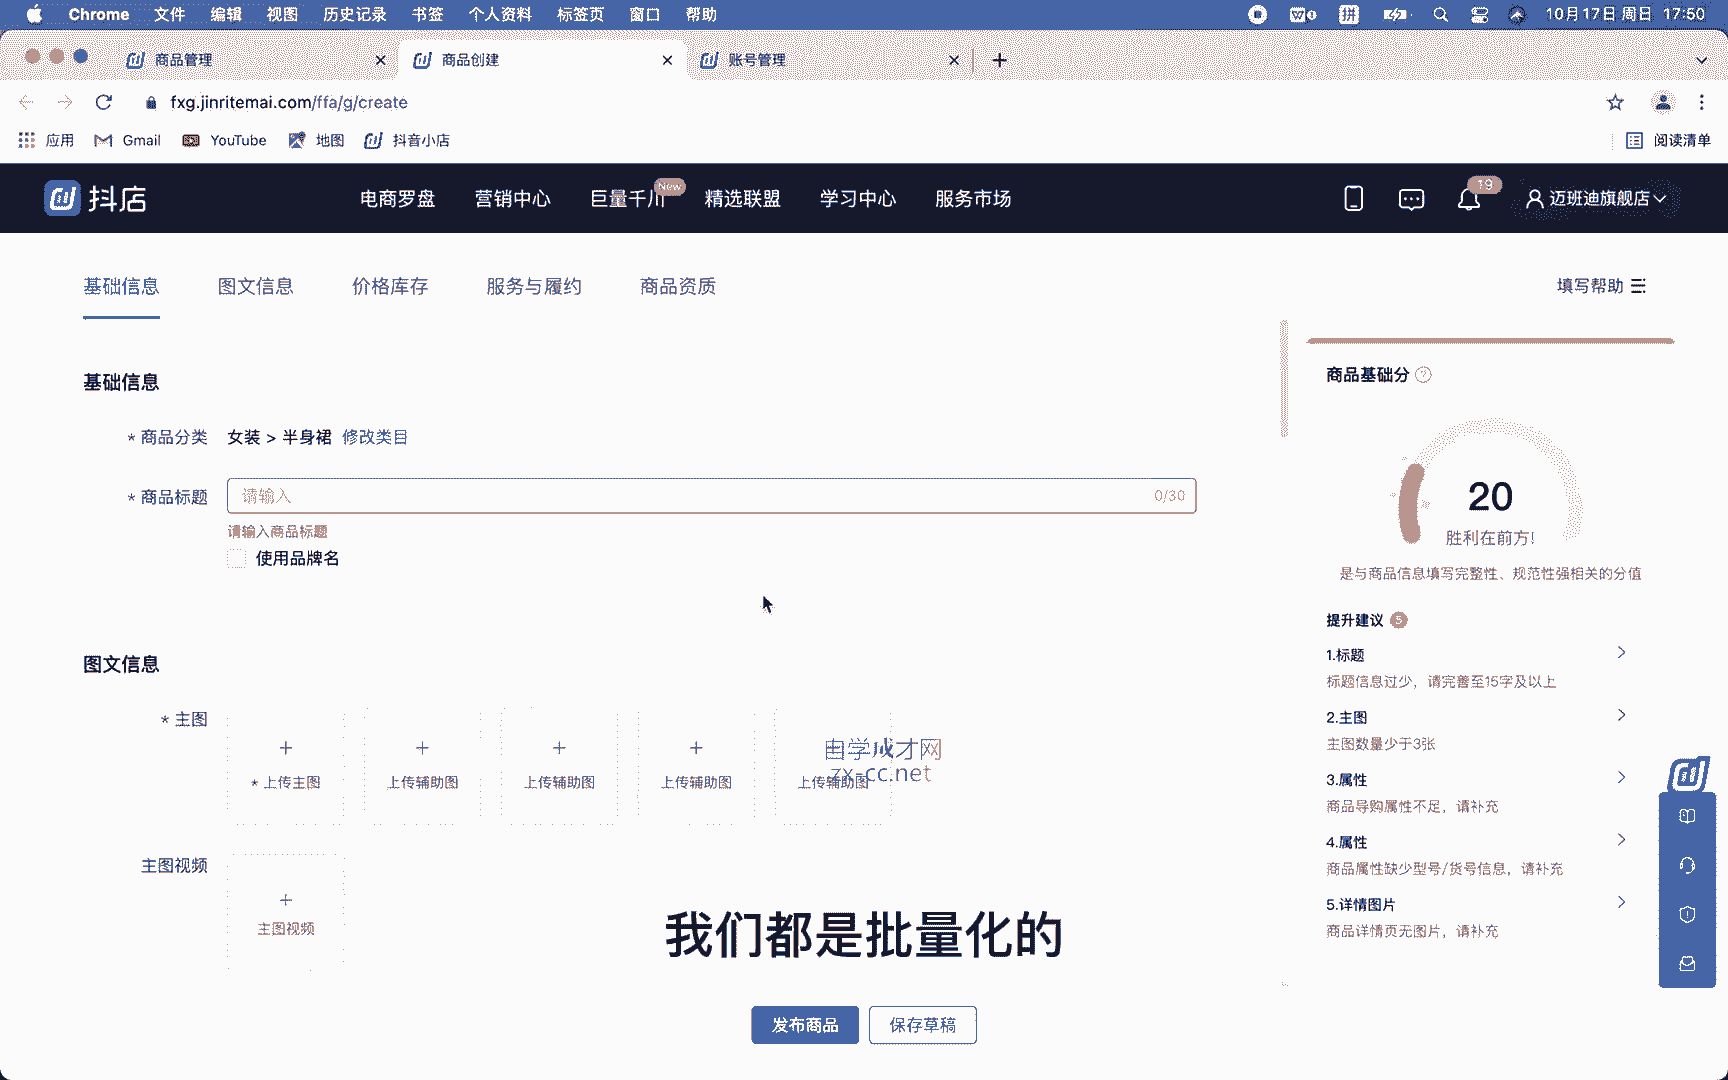 Chrome 文件 编辑 视图 历史记录 书签 个人资料 标签页 窗口 帮助 拼 10月17日 周日 17:50
商品管理 商品创建 账号管理
fxg.jinritemai.com/ffa/g/create
应用 Gmail YouTube 地图 抖音小店 阅读清单
抖店 电商罗盘 营销中心 巨量千川 New 精选联盟 学习中心 服务市场 19 迈班迪旗舰店
基础信息 图文信息 价格库存 服务与履约 商品资质 填写帮助
基础信息
* 商品分类 女装 > 半身裙 修改类目
* 商品标题 请输入 0/30
请输入商品标题
使用品牌名
图文信息
* 主图
* 上传主图 上传辅助图 上传辅助图 上传辅助图 上传辅助图
自学成才网
zx-cc.net
主图视频
主图视频
我们都是批量化的
发布商品 保存草稿
商品基础分
20
胜利在前方!
是与商品信息填写完整性、规范性强相关的分值
提升建议 5
1.标题
标题信息过少，请完善至15字及以上
2.主图
主图数量少于3张
3.属性
商品导购属性不足，请补充
4.属性
商品属性缺少型号/货号信息，请补充
5.详情图片
商品详情页无图片，请补充